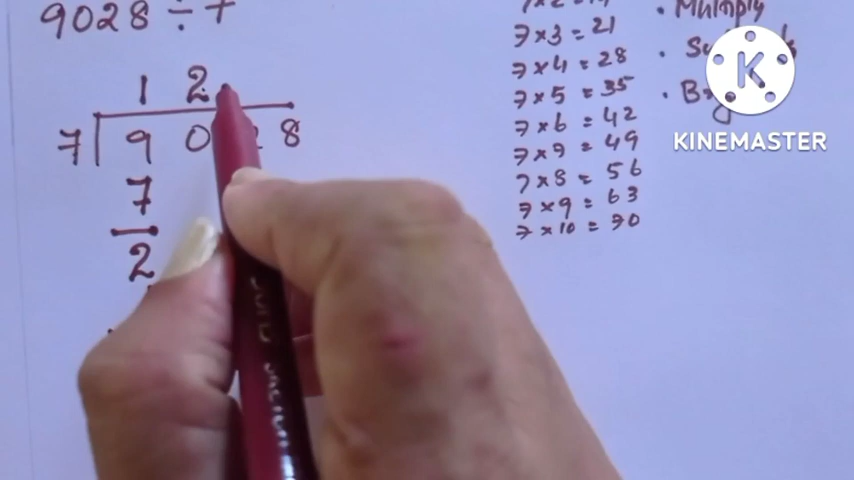 9028 ÷ 7
1 2
7 9 0 2 8
7
2
7 × 3 = 21
7 × 4 = 28
7 × 5 = 35
7 × 6 = 42
7 × 7 = 49
7 × 8 = 56
7 × 9 = 63
7 × 10 = 70
• Multiply
K
KINEMASTER